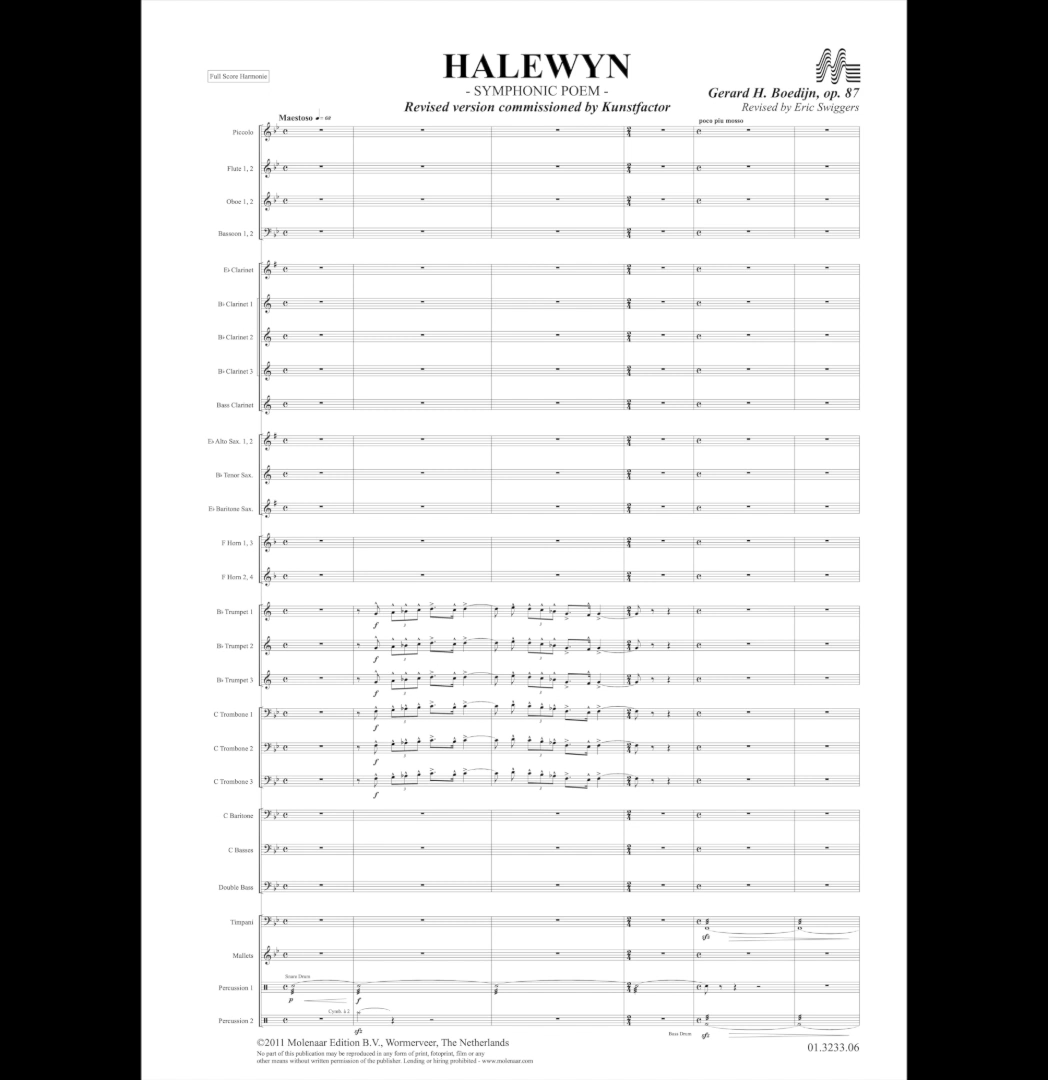 HALEWYN
Full Score Harmonie
- SYMPHONIC POEM -
Gerard H. Boedijn, op. 87
Revised version commissioned by Kunstfactor
Revised by Eric Swiggers
Maestoso
poco piu mosso
Piccolo
Flute 1, 2
Oboe 1, 2
Bassoon 1, 2
E♭ Clarinet
B♭ Clarinet 1
B♭ Clarinet 2
B♭ Clarinet 3
Bass Clarinet
E♭ Alto Sax. 1, 2
B♭ Tenor Sax.
E♭ Baritone Sax.
F Horn 1, 3
F Horn 2, 4
B♭ Trumpet 1
f
B♭ Trumpet 2
f
B♭ Trumpet 3
f
C Trombone 1
f
C Trombone 2
f
C Trombone 3
f
C Baritone
C Basses
Double Bass
Timpani
sfz
Mallets
Snare Drum
Percussion 1
p f
Cymb. à 2
Percussion 2
sfz
Bass Drum sfz
©2011 Molenaar Edition B.V., Wormerveer, The Netherlands
01.3233.06
No part of this publication may be reproduced in any form of print, fotoprint, film or any
other means without written permission of the publisher. Lending or hiring prohibited - www.molenaar.com